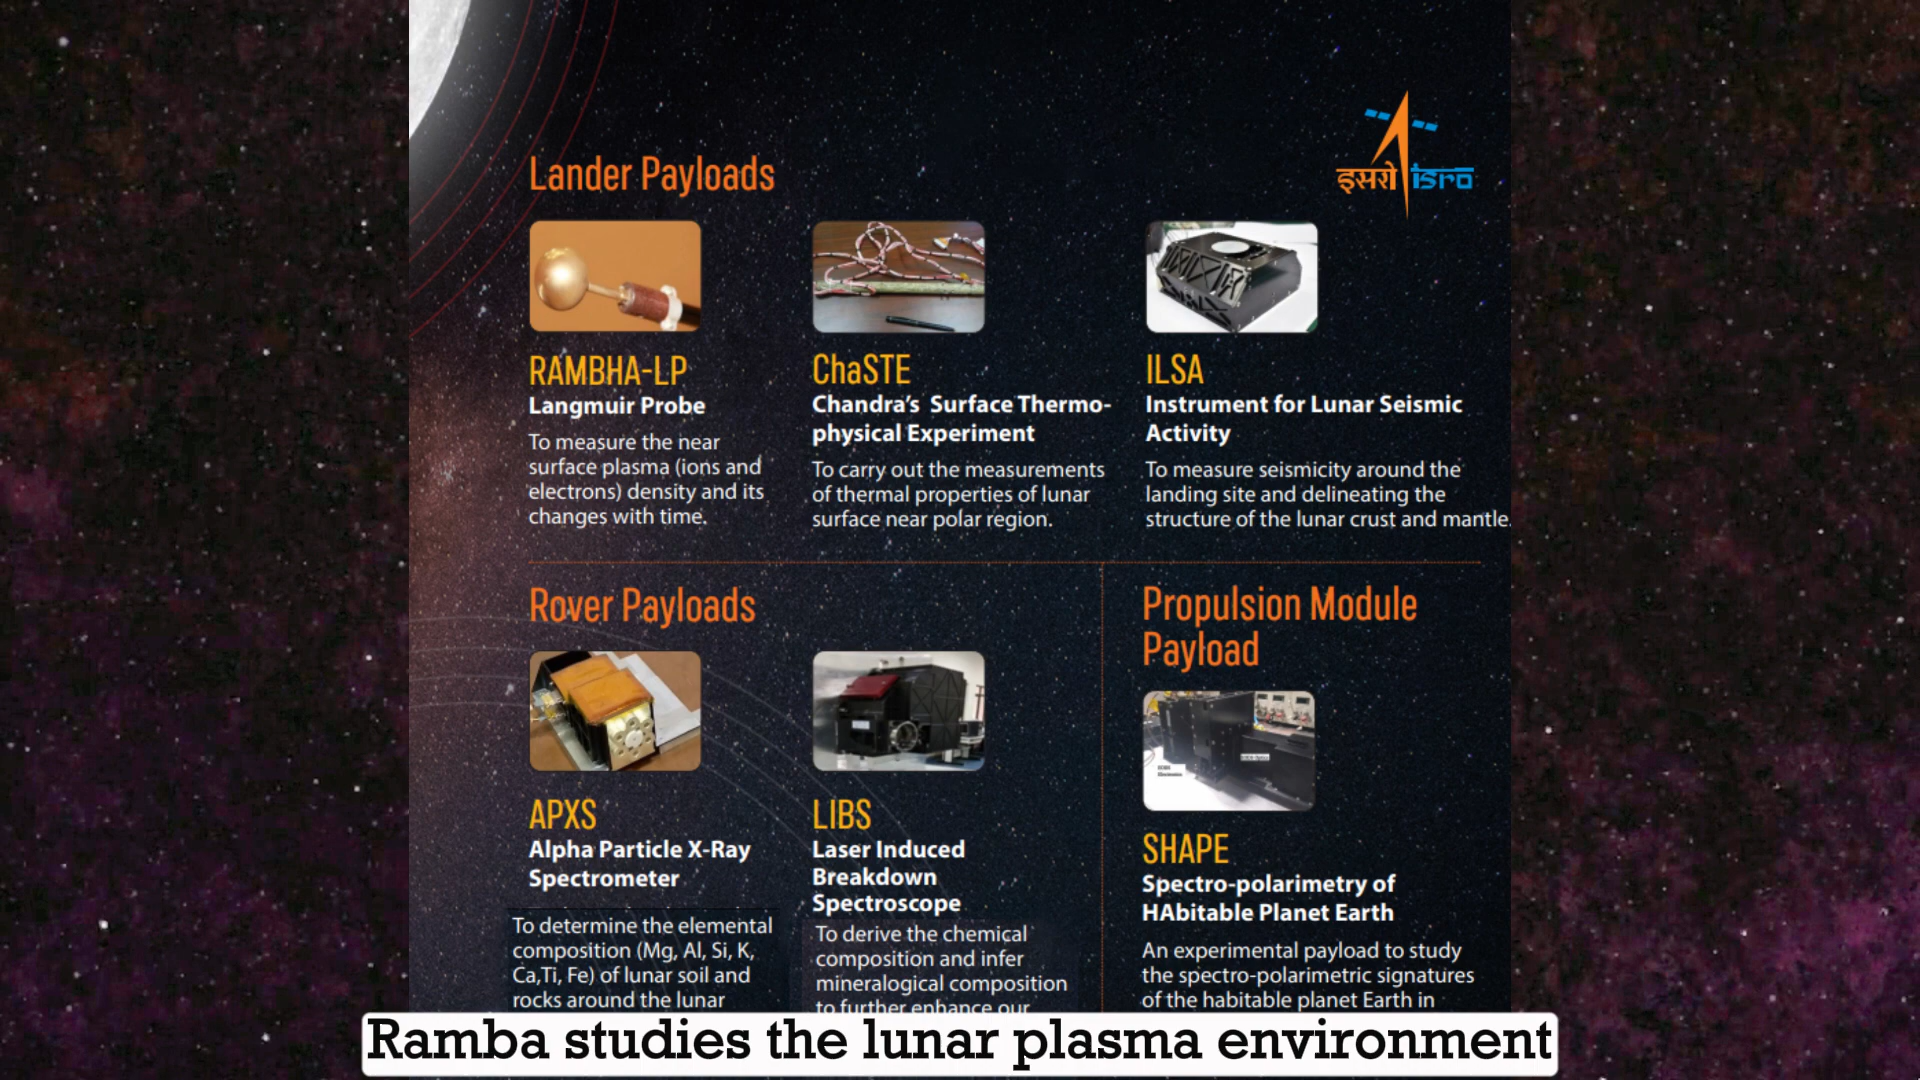 इसरो isro
Lander Payloads
RAMBHA-LP
Langmuir Probe
To measure the near
surface plasma (ions and
electrons) density and its
changes with time.
ChaSTE
Chandra's Surface Thermo-
physical Experiment
To carry out the measurements
of thermal properties of lunar
surface near polar region.
ILSA
Instrument for Lunar Seismic
Activity
To measure seismicity around the
landing site and delineating the
structure of the lunar crust and mantle.
Rover Payloads
APXS
Alpha Particle X-Ray
Spectrometer
To determine the elemental
composition (Mg, Al, Si, K,
Ca,Ti, Fe) of lunar soil and
rocks around the lunar
LIBS
Laser Induced
Breakdown
Spectroscope
To derive the chemical
composition and infer
mineralogical composition
to further enhance our
Propulsion Module
Payload
SHAPE
Spectro-polarimetry of
HAbitable Planet Earth
An experimental payload to study
the spectro-polarimetric signatures
of the habitable planet Earth in
Ramba studies the lunar plasma environment